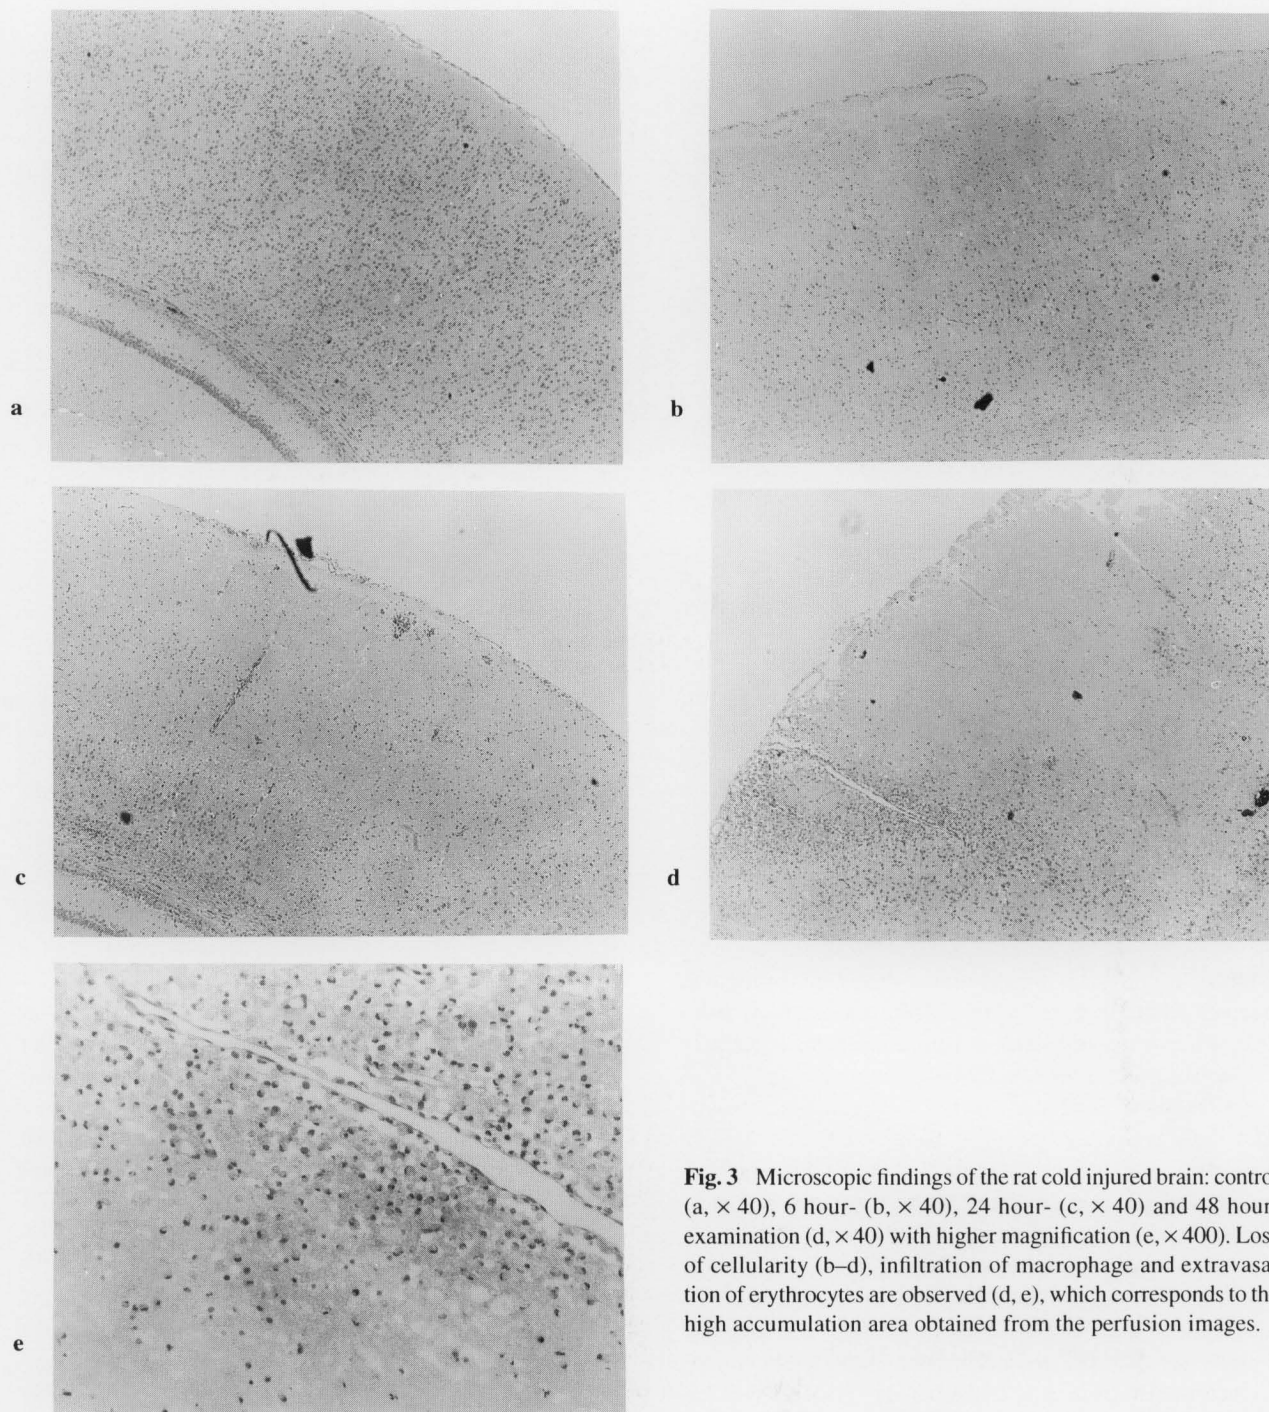 a
b
c
d
e
Fig. 3 Microscopic findings of the rat cold injured brain: contro
(a, × 40), 6 hour- (b, × 40), 24 hour- (c, × 40) and 48 hour
examination (d, × 40) with higher magnification (e, × 400). Los
of cellularity (b–d), infiltration of macrophage and extravasa
tion of erythrocytes are observed (d, e), which corresponds to th
high accumulation area obtained from the perfusion images.